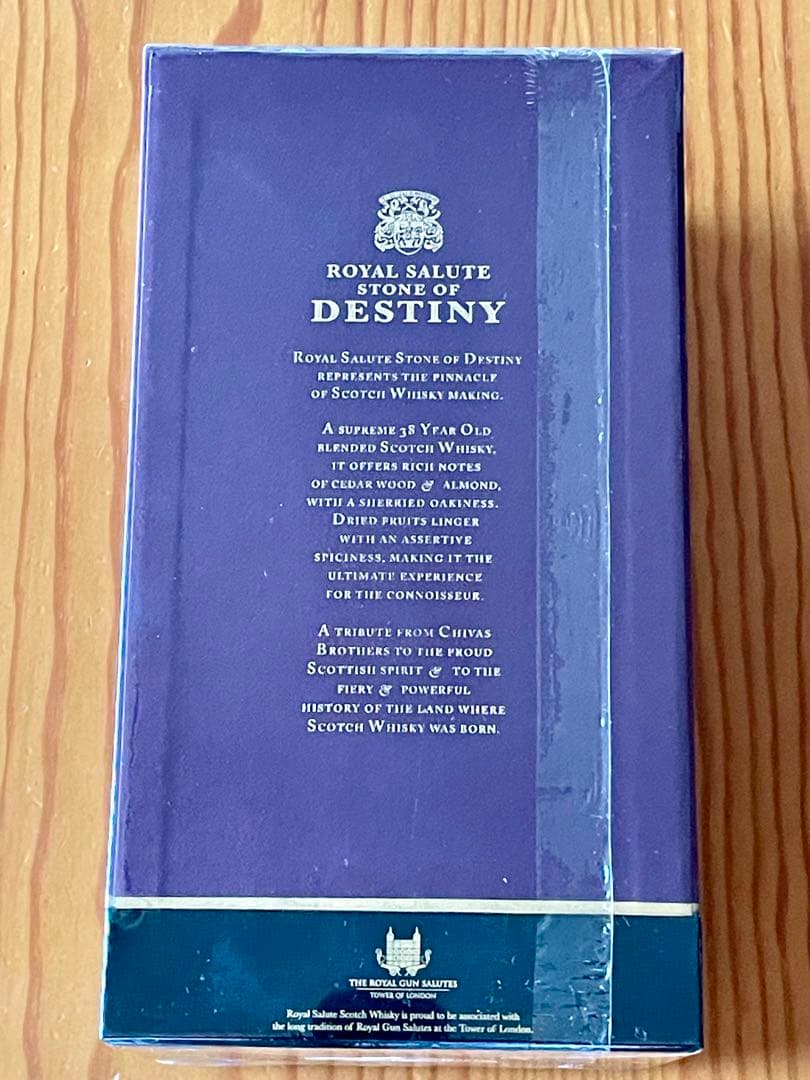 ROYAL SALUTE
STONE OF
DESTINY
ROYAL SALUTE STONE OF DESTINY
REPRESENTS THE PINNACLE
OF SCOTCH WHISKY MAKING.
A SUPREME 38 YEAR OLD
BLENDED SCOTCH WHISKY,
IT OFFERS RICH NOTES
OF CEDAR WOOD & ALMOND,
WITH A SHERRIED OAKINESS.
DRIED FRUITS LINGER
WITH AN ASSERTIVE
SPICINESS, MAKING IT THE
ULTIMATE EXPERIENCE
FOR THE CONNOISSEUR.
A TRIBUTE FROM CHIVAS
BROTHERS TO THE PROUD
SCOTTISH SPIRIT & TO THE
FIERY & POWERFUL
HISTORY OF THE LAND WHERE
SCOTCH WHISKY WAS BORN.
THE ROYAL GUN SALUTES
TOWER OF LONDON
Royal Salute Scotch Whisky is proud to be associated with
the long tradition of Royal Gun Salutes at the Tower of London.